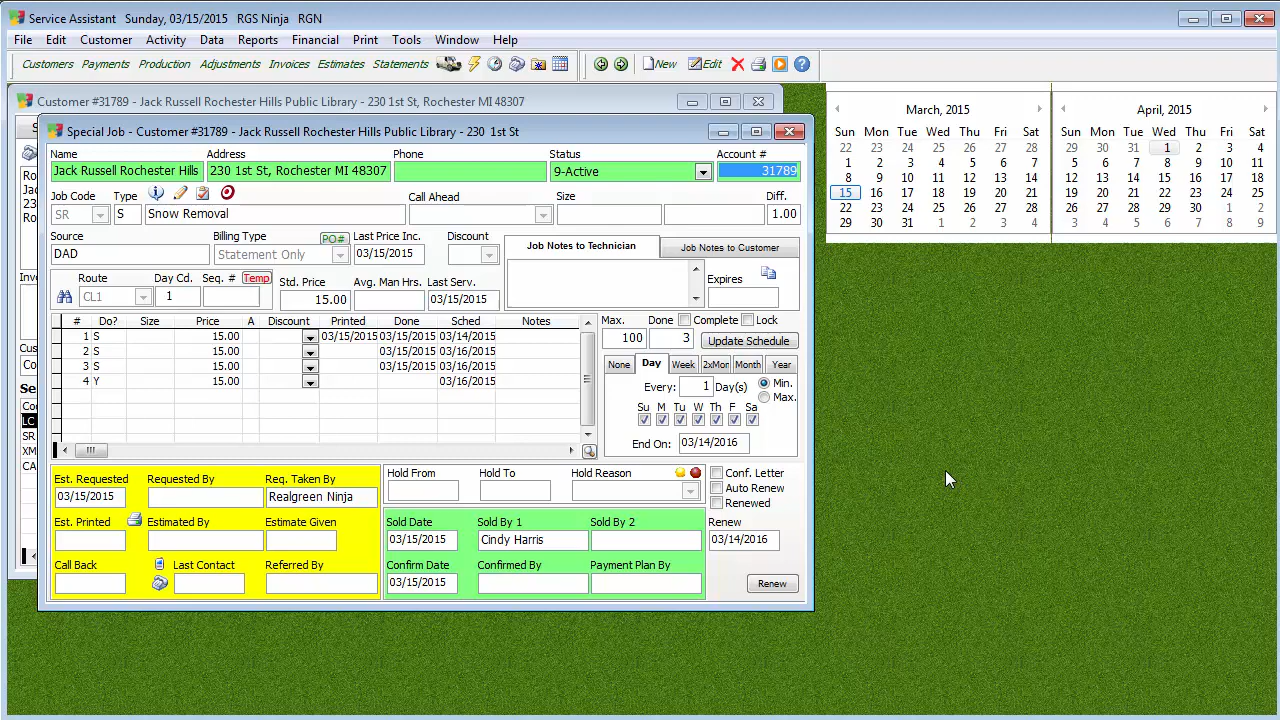 Service Assistant Sunday, 03/15/2015 RGS Ninja RGN
File Edit Customer Activity Data Reports Financial Print Tools Window Help
Customers Payments Production Adjustments Invoices Estimates Statements New Edit
Customer #31789 - Jack Russell Rochester Hills Public Library - 230 1st St, Rochester MI 48307
Special Job - Customer #31789 - Jack Russell Rochester Hills Public Library - 230 1st St
Name Address Phone Status Account #
Jack Russell Rochester Hills 230 1st St, Rochester MI 48307 9-Active 31789
Job Code Type Call Ahead Size Diff.
SR S Snow Removal 1.00
Source Billing Type PO# Last Price Inc. Discount Job Notes to Technician Job Notes to Customer
DAD Statement Only 03/15/2015
Route Day Cd. Seq. # Temp Std. Price Avg. Man Hrs. Last Serv. Expires
CL1 1 15.00 03/15/2015
# Do? Size Price A Discount Printed Done Sched Notes
1 S 15.00 03/15/2015 03/15/2015 03/14/2015
2 S 15.00 03/15/2015 03/16/2015
3 S 15.00 03/15/2015 03/16/2015
4 Y 15.00 03/16/2015
Max. Done Complete Lock
100 3 Update Schedule
None Day Week 2xMon Month Year
Every: 1 Day(s) Min.
Max.
Su M Tu W Th F Sa
End On: 03/14/2016
Est. Requested Requested By Req. Taken By
03/15/2015 Realgreen Ninja
Est. Printed Estimated By Estimate Given
Call Back Last Contact Referred By
Hold From Hold To Hold Reason
Sold Date Sold By 1 Sold By 2
03/15/2015 Cindy Harris
Confirm Date Confirmed By Payment Plan By
03/15/2015
Conf. Letter
Auto Renew
Renewed
Renew
03/14/2016
Renew
March, 2015
Sun Mon Tue Wed Thu Fri Sat
22 23 24 25 26 27 28
1 2 3 4 5 6 7
8 9 10 11 12 13 14
15 16 17 18 19 20 21
22 23 24 25 26 27 28
29 30 31 1 2 3 4
April, 2015
Sun Mon Tue Wed Thu Fri Sat
29 30 31 1 2 3 4
5 6 7 8 9 10 11
12 13 14 15 16 17 18
19 20 21 22 23 24 25
26 27 28 29 30 1 2
3 4 5 6 7 8 9